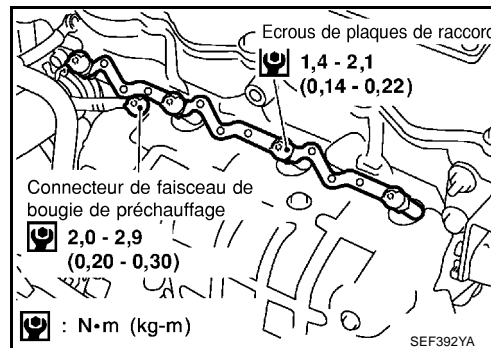 Ecrous de plaques de raccord
1,4 - 2,1
(0,14 - 0,22)
Connecteur de faisceau de
bougie de préchauffage
2,0 - 2,9
(0,20 - 0,30)
: N•m (kg-m)
SEF392YA